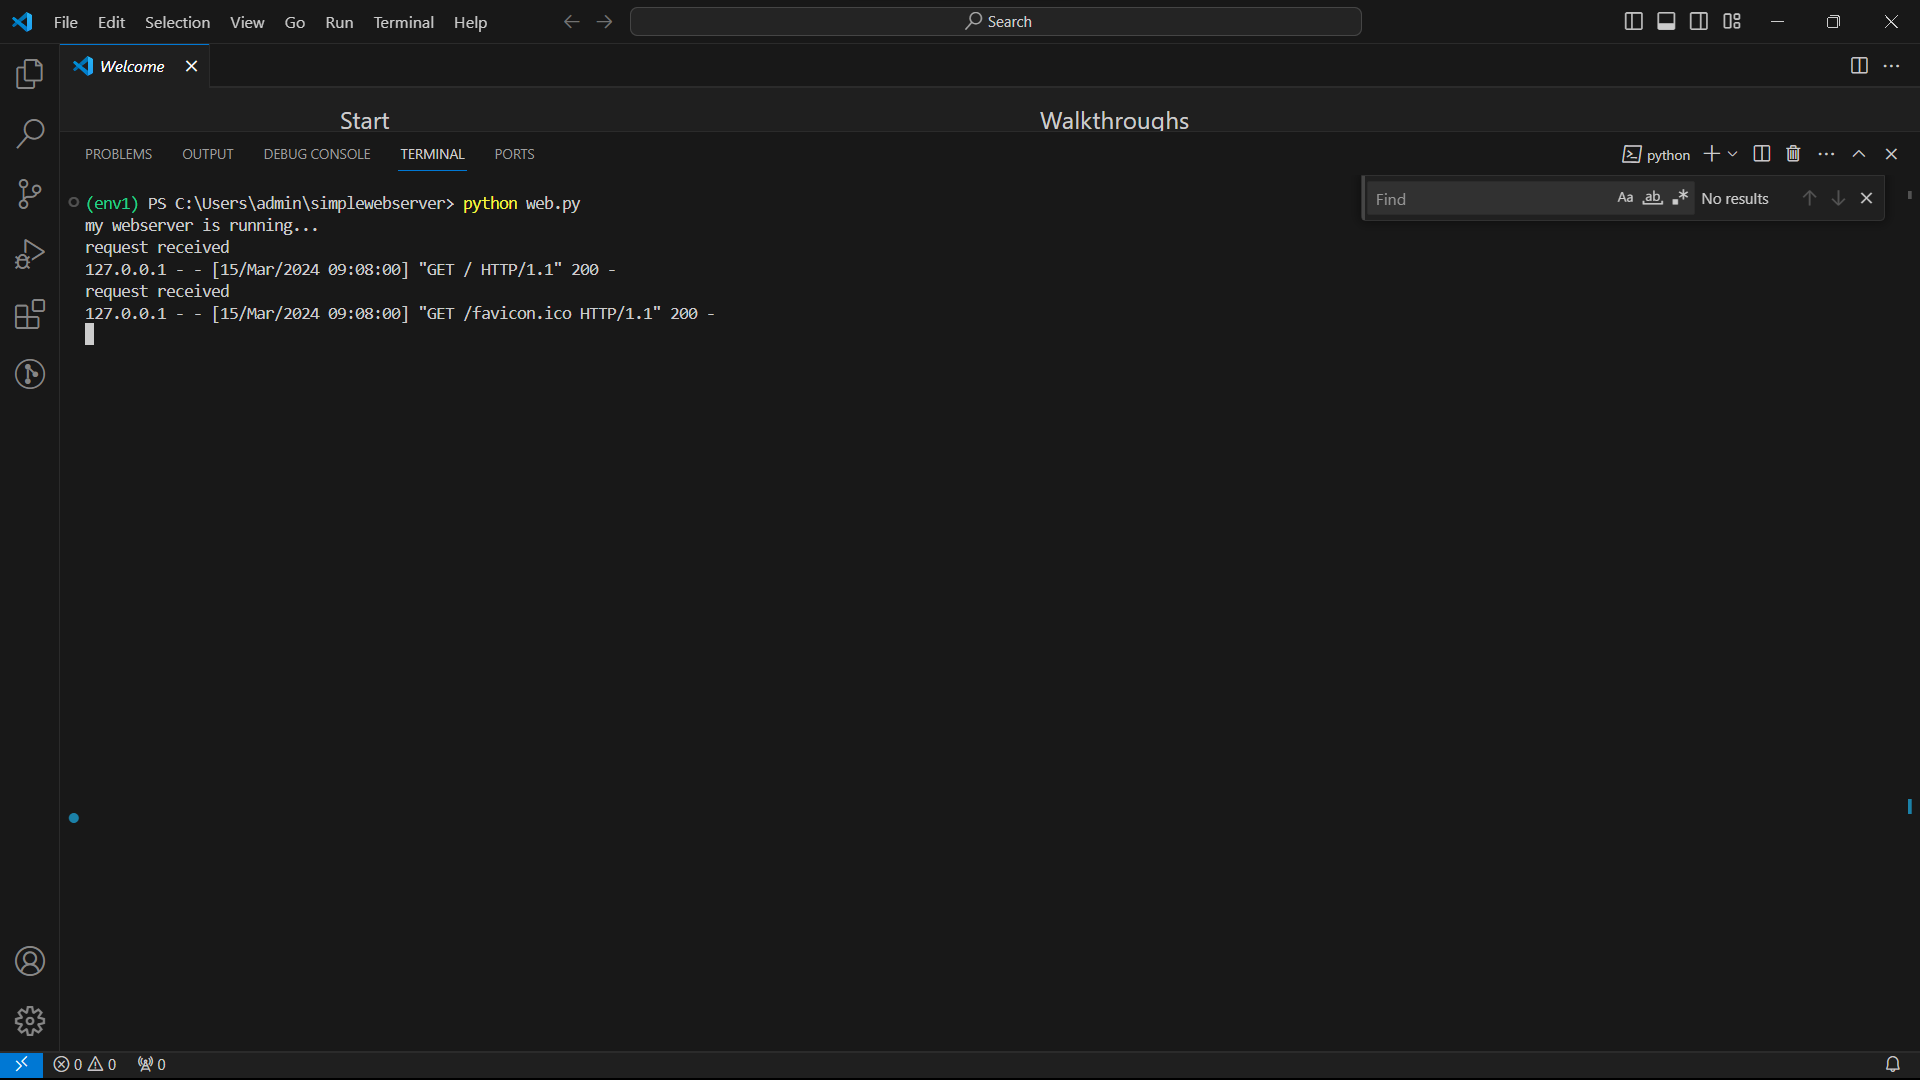 File Edit Selection View Go Run Terminal Help Search
Welcome
Start Walkthroughs
PROBLEMS OUTPUT DEBUG CONSOLE TERMINAL PORTS python
Find Aa ab No results
(env1) PS C:\Users\admin\simplewebserver> python web.py
my webserver is running...
request received
127.0.0.1 - - [15/Mar/2024 09:08:00] "GET / HTTP/1.1" 200 -
request received
127.0.0.1 - - [15/Mar/2024 09:08:00] "GET /favicon.ico HTTP/1.1" 200 -
0 0 0